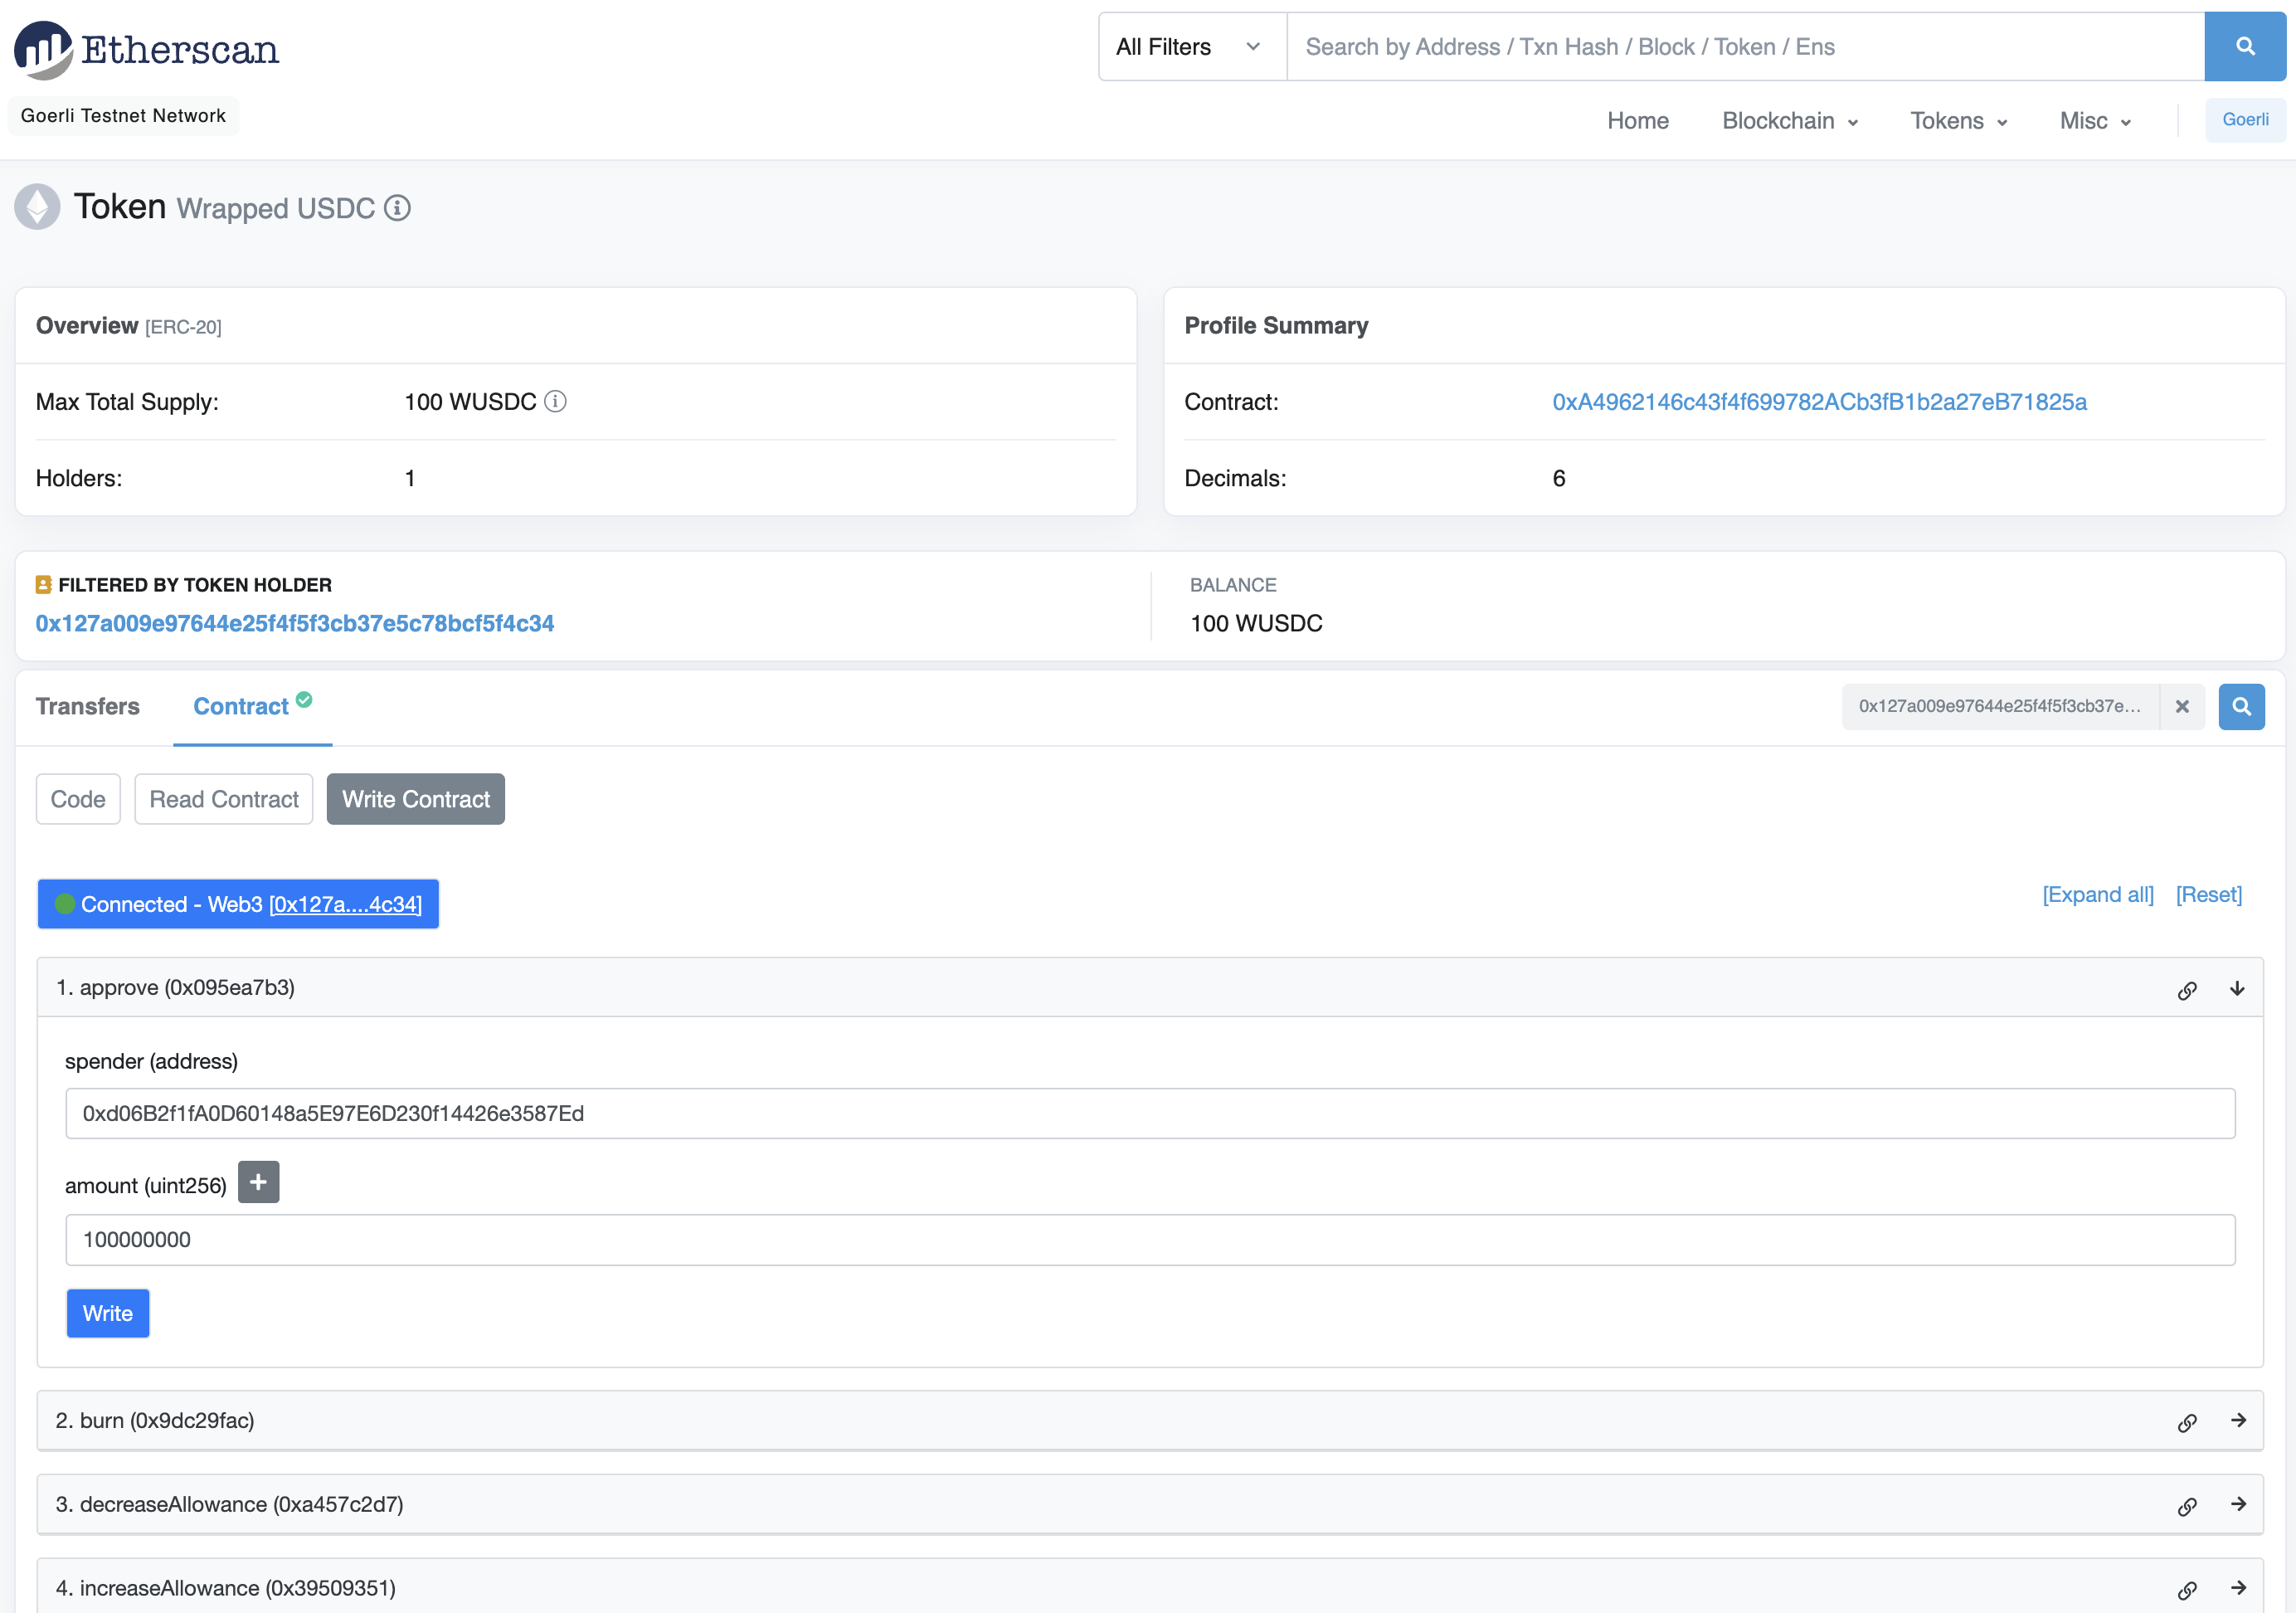 Etherscan
All Filters
Search by Address / Txn Hash / Block / Token / Ens
Goerli Testnet Network
Home Blockchain Tokens Misc Goerli
Token Wrapped USDC
Overview [ERC-20]
Max Total Supply: 100 WUSDC
Holders: 1
Profile Summary
Contract: 0xA4962146c43f4f699782ACb3fB1b2a27eB71825a
Decimals: 6
FILTERED BY TOKEN HOLDER
0x127a009e97644e25f4f5f3cb37e5c78bcf5f4c34
BALANCE
100 WUSDC
Transfers Contract
0x127a009e97644e25f4f5f3cb37e...
Code Read Contract Write Contract
Connected - Web3 [0x127a....4c34]
[Expand all] [Reset]
1. approve (0x095ea7b3)
spender (address)
0xd06B2f1fA0D60148a5E97E6D230f14426e3587Ed
amount (uint256) +
100000000
Write
2. burn (0x9dc29fac)
3. decreaseAllowance (0xa457c2d7)
4. increaseAllowance (0x39509351)